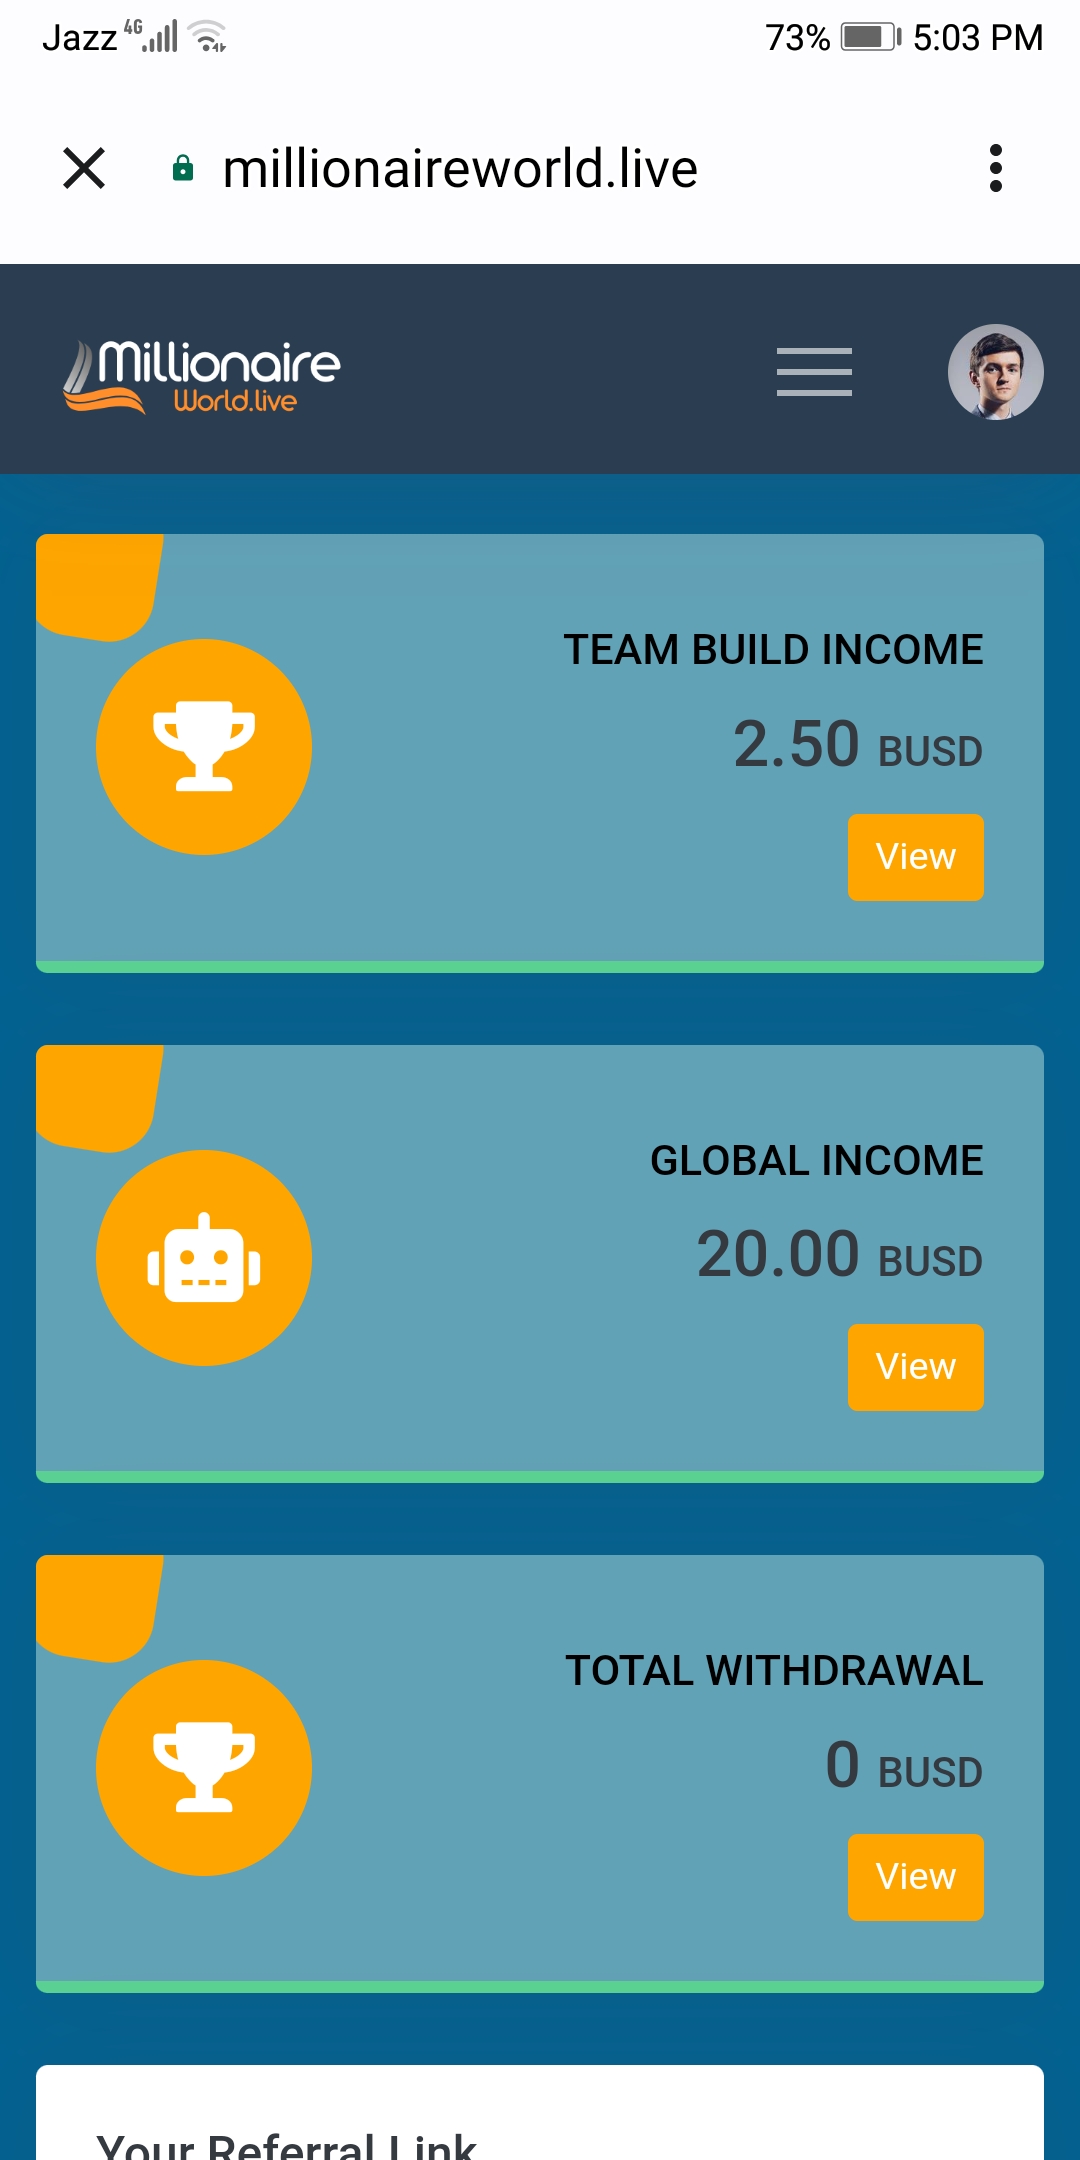 Jazz 4G 73% 5:03 PM
millionaireworld.live
Millionaire
World.live
TEAM BUILD INCOME
2.50 BUSD
View
GLOBAL INCOME
20.00 BUSD
View
TOTAL WITHDRAWAL
0 BUSD
View
Your Referral Link